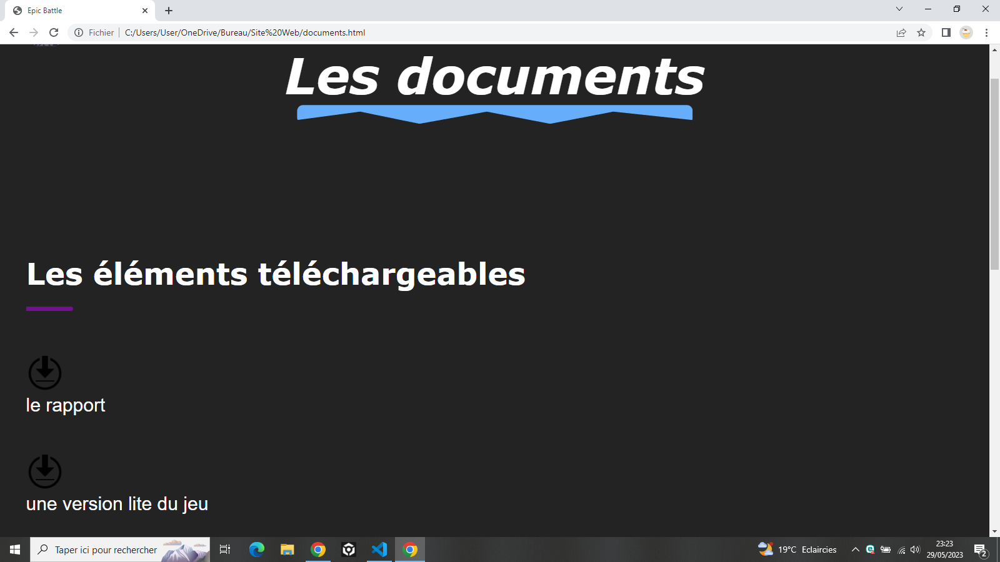 Epic Battle
Fichier
C:/Users/User/OneDrive/Bureau/Site%20Web/documents.html
Les documents
Les éléments téléchargeables
le rapport
une version lite du jeu
Taper ici pour rechercher
19°C Eclaircies
23:23
29/05/2023
2